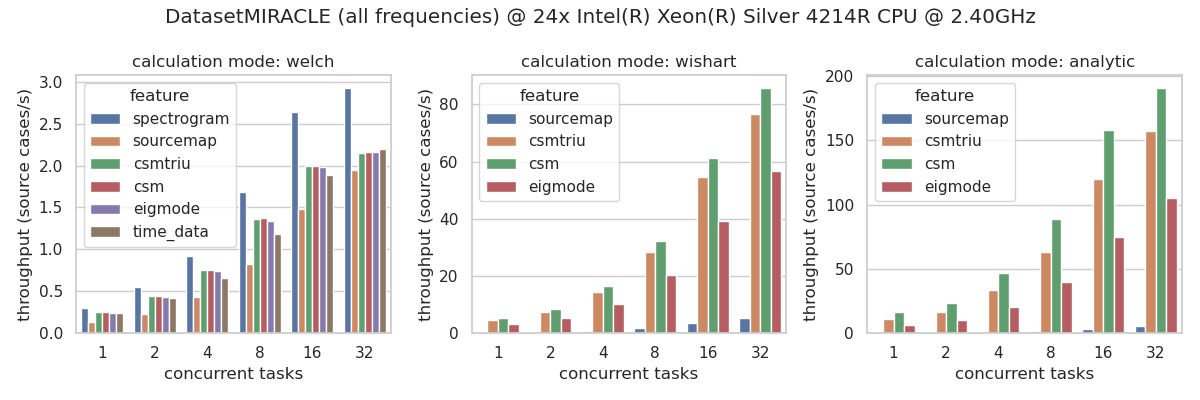 DatasetMIRACLE (all frequencies) @ 24x Intel(R) Xeon(R) Silver 4214R CPU @ 2.40GHz
calculation mode: welch
throughput (source cases/s)
3.0
2.5
2.0
1.5
1.0
0.5
0.0
feature
spectrogram
sourcemap
csmtriu
csm
eigmode
time_data
1 2 4 8 16 32
concurrent tasks
calculation mode: wishart
throughput (source cases/s)
80
60
40
20
0
feature
sourcemap
csmtriu
csm
eigmode
1 2 4 8 16 32
concurrent tasks
calculation mode: analytic
throughput (source cases/s)
200
150
100
50
0
feature
sourcemap
csmtriu
csm
eigmode
1 2 4 8 16 32
concurrent tasks